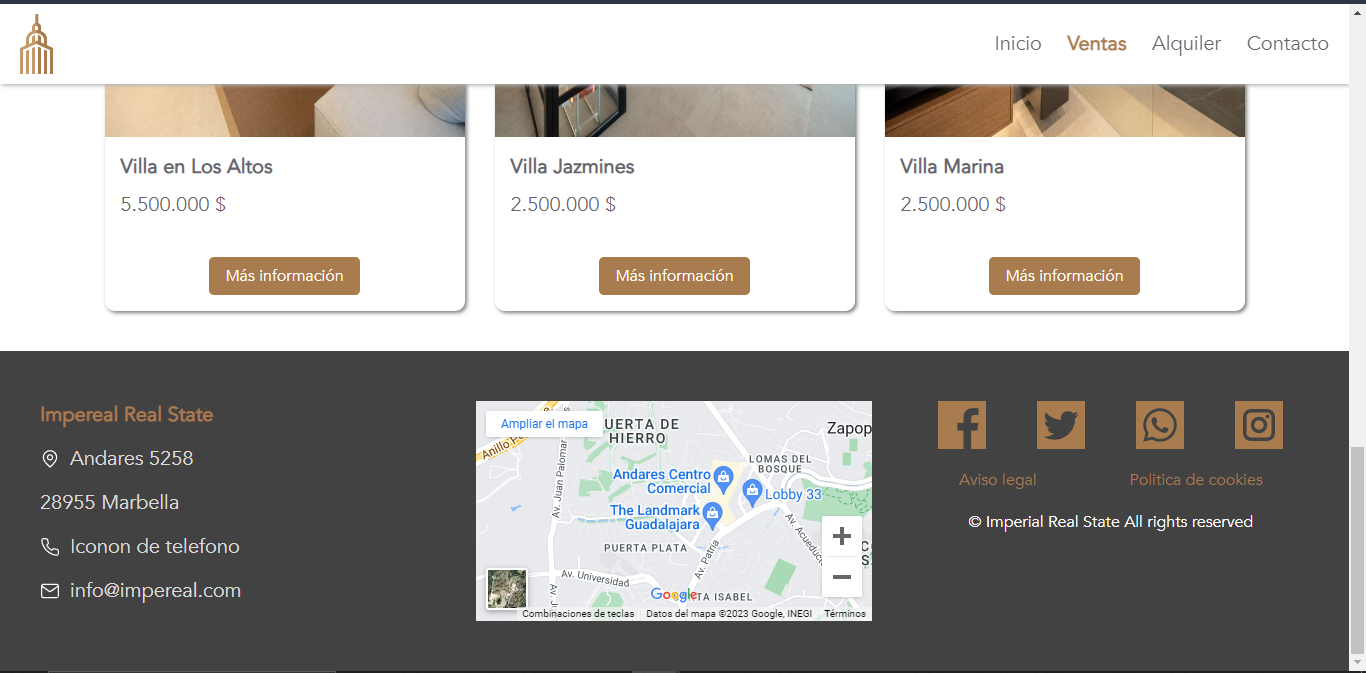 Inicio Ventas Alquiler Contacto
Villa en Los Altos
5.500.000 $
Más información
Villa Jazmines
2.500.000 $
Más información
Villa Marina
2.500.000 $
Más información
Impereal Real State
Andares 5258
28955 Marbella
Iconon de telefono
info@impereal.com
Ampliar el mapa
UERTA DE
HIERRO
Zapop
Anillo
Av. Juan Palomar
LOMAS DEL
BOSQUE
Andares Centro
Comercial
Lobby 33
The Landmark
Guadalajara
PUERTA PLATA
Av. Patria
Av. Acueducto
Av. Universidad
TA ISABEL
Google
Combinaciones de teclas
Datos del mapa ©2023 Google, INEGI
Términos
Aviso legal
Politica de cookies
© Imperial Real State All rights reserved